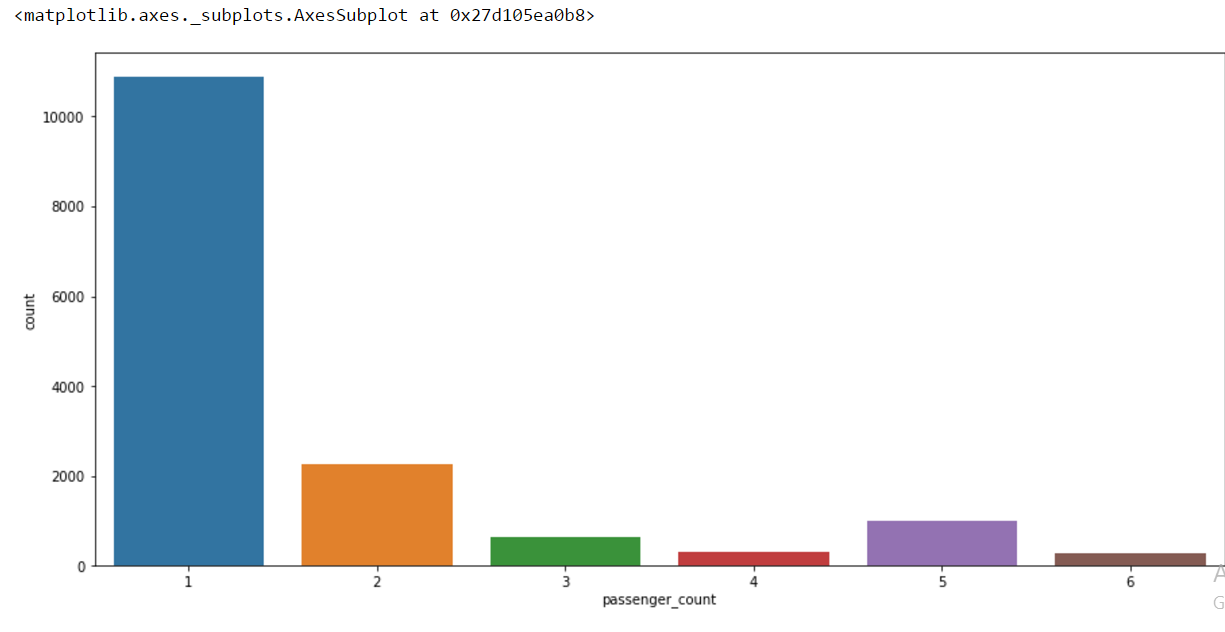 <matplotlib.axes._subplots.AxesSubplot at 0x27d105ea0b8>
10000
8000
6000
4000
2000
0
count
1 2 3 4 5 6
passenger_count
A
G